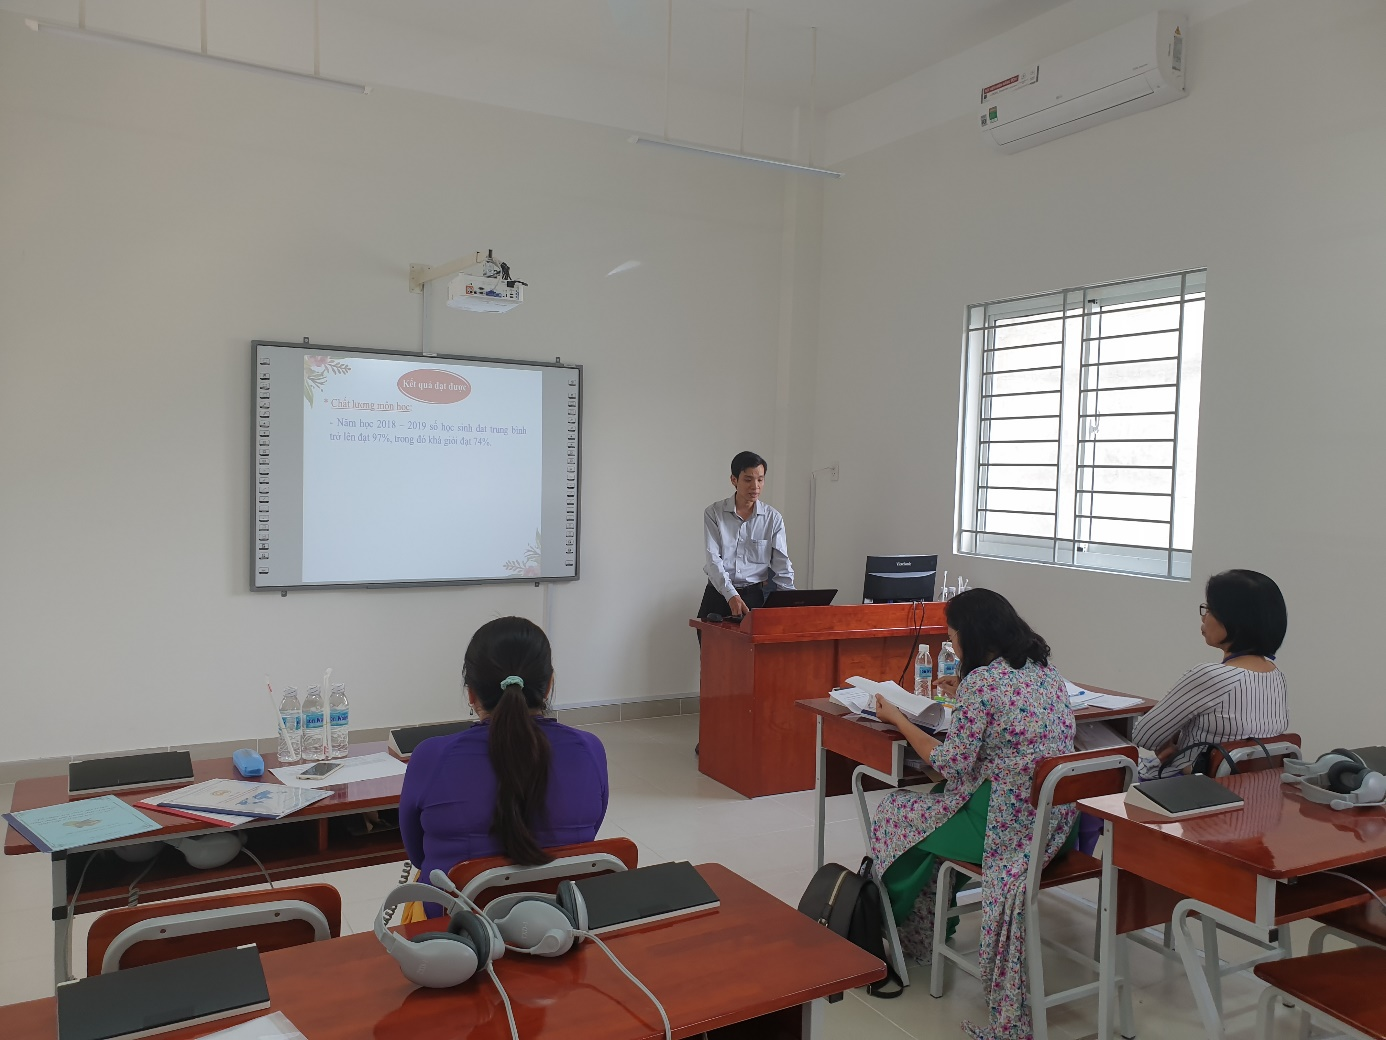 Kết quả đạt được
* Chất lượng môn học:
- Năm học 2018 – 2019 số học sinh đạt trung bình
trở lên đạt 97%, trong đó khá giỏi đạt 74%.
ViewSonic